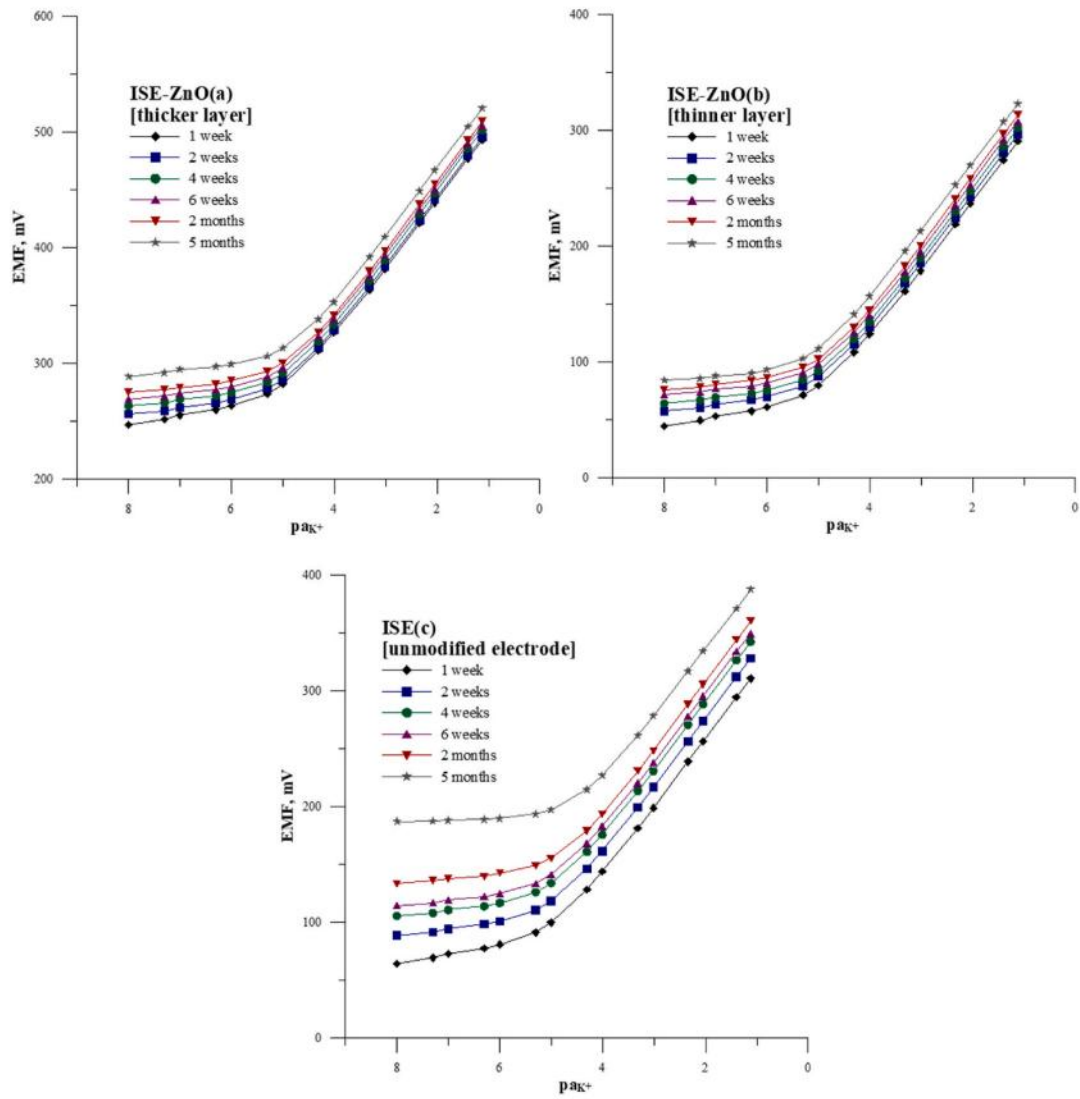 600
500
400
300
200
EMF, mV
ISE-ZnO(a)
[thicker layer]
1 week
2 weeks
4 weeks
6 weeks
2 months
5 months
8 6 4 2 0
paK+
400
300
200
100
0
EMF, mV
ISE-ZnO(b)
[thinner layer]
1 week
2 weeks
4 weeks
6 weeks
2 months
5 months
8 6 4 2 0
paK+
400
300
200
100
0
EMF, mV
ISE(c)
[unmodified electrode]
1 week
2 weeks
4 weeks
6 weeks
2 months
5 months
8 6 4 2 0
paK+